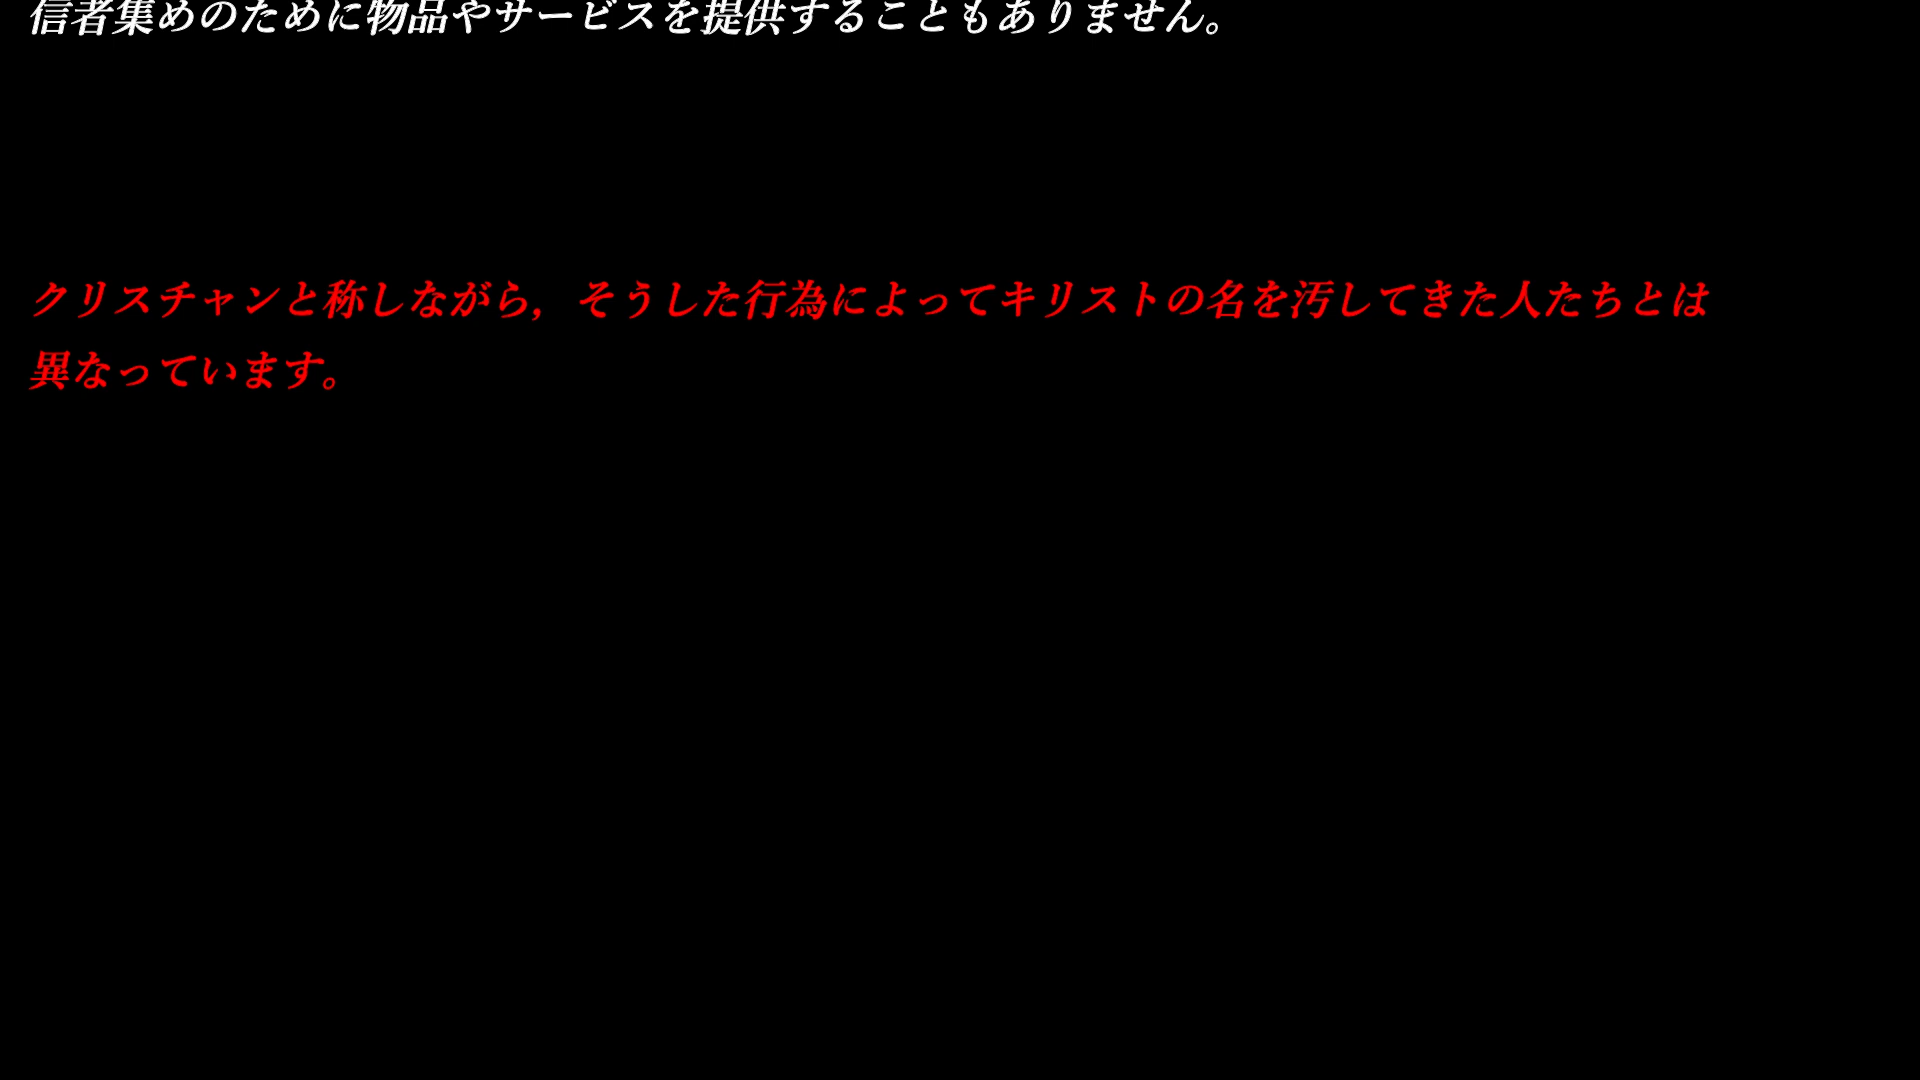 信者集めのために物品やサービスを提供することもありません。
クリスチャンと称しながら，そうした行為によってキリストの名を汚してきた人たちとは
異なっています。